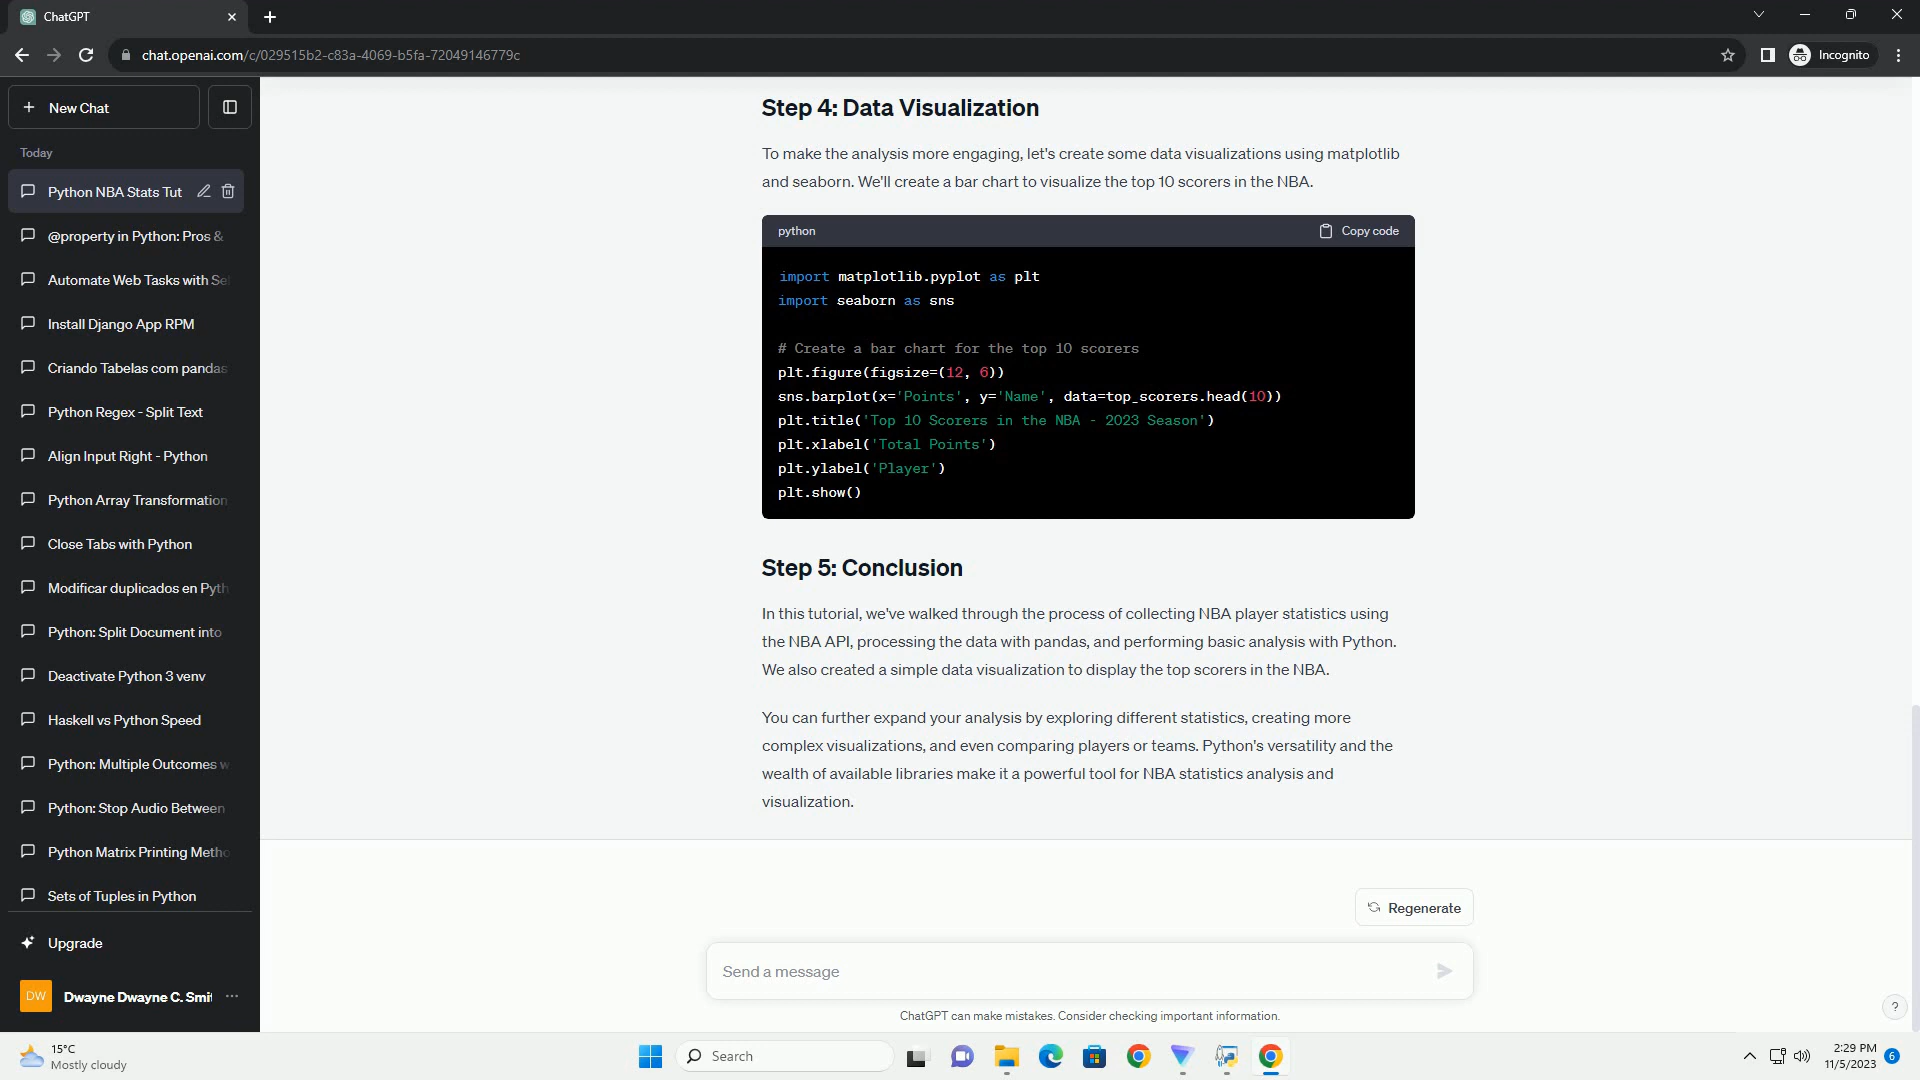 ChatGPT
chat.openai.com/c/029515b2-c83a-4069-b5fa-72049146779c
Incognito
New Chat
Today
Python NBA Stats Tut
@property in Python: Pros &
Automate Web Tasks with Sel
Install Django App RPM
Criando Tabelas com pandas
Python Regex - Split Text
Align Input Right - Python
Python Array Transformation
Close Tabs with Python
Modificar duplicados en Pyth
Python: Split Document into
Deactivate Python 3 venv
Haskell vs Python Speed
Python: Multiple Outcomes w
Python: Stop Audio Between
Python Matrix Printing Metho
Sets of Tuples in Python
Upgrade
DW
Dwayne Dwayne C. Smit
Step 4: Data Visualization
To make the analysis more engaging, let's create some data visualizations using matplotlib
and seaborn. We'll create a bar chart to visualize the top 10 scorers in the NBA.
python
Copy code
import matplotlib.pyplot as plt
import seaborn as sns
# Create a bar chart for the top 10 scorers
plt.figure(figsize=(12, 6))
sns.barplot(x='Points', y='Name', data=top_scorers.head(10))
plt.title('Top 10 Scorers in the NBA - 2023 Season')
plt.xlabel('Total Points')
plt.ylabel('Player')
plt.show()
Step 5: Conclusion
In this tutorial, we've walked through the process of collecting NBA player statistics using
the NBA API, processing the data with pandas, and performing basic analysis with Python.
We also created a simple data visualization to display the top scorers in the NBA.
You can further expand your analysis by exploring different statistics, creating more
complex visualizations, and even comparing players or teams. Python's versatility and the
wealth of available libraries make it a powerful tool for NBA statistics analysis and
visualization.
Regenerate
Send a message
ChatGPT can make mistakes. Consider checking important information.
?
15°C
Mostly cloudy
Search
2:29 PM
11/5/2023
6